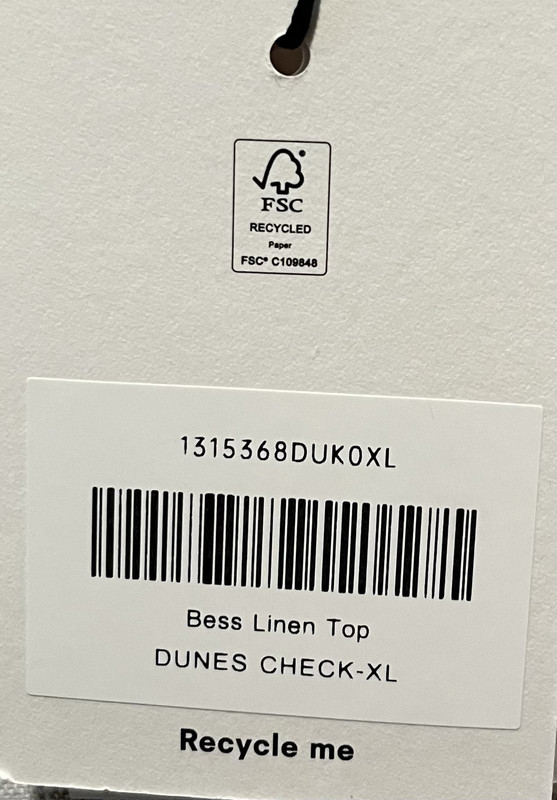 FSC
RECYCLED
Paper
FSC® C109848
1315368DUK0XL
Bess Linen Top
DUNES CHECK-XL
Recycle me